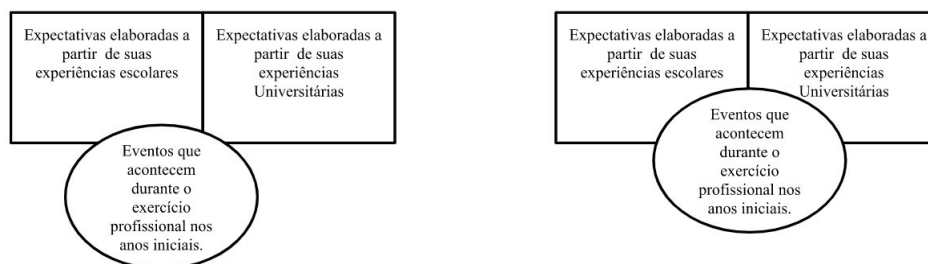 Expectativas elaboradas a
partir de suas
experiências escolares
Expectativas elaboradas a
partir de suas
experiências
Universitárias
Eventos que
acontecem
durante o
exercício
profissional nos
anos iniciais.
Expectativas elaboradas a
partir de suas
experiências escolares
Expectativas elaboradas a
partir de suas
experiências
Universitárias
Eventos que
acontecem
durante o
exercício
profissional nos
anos iniciais.